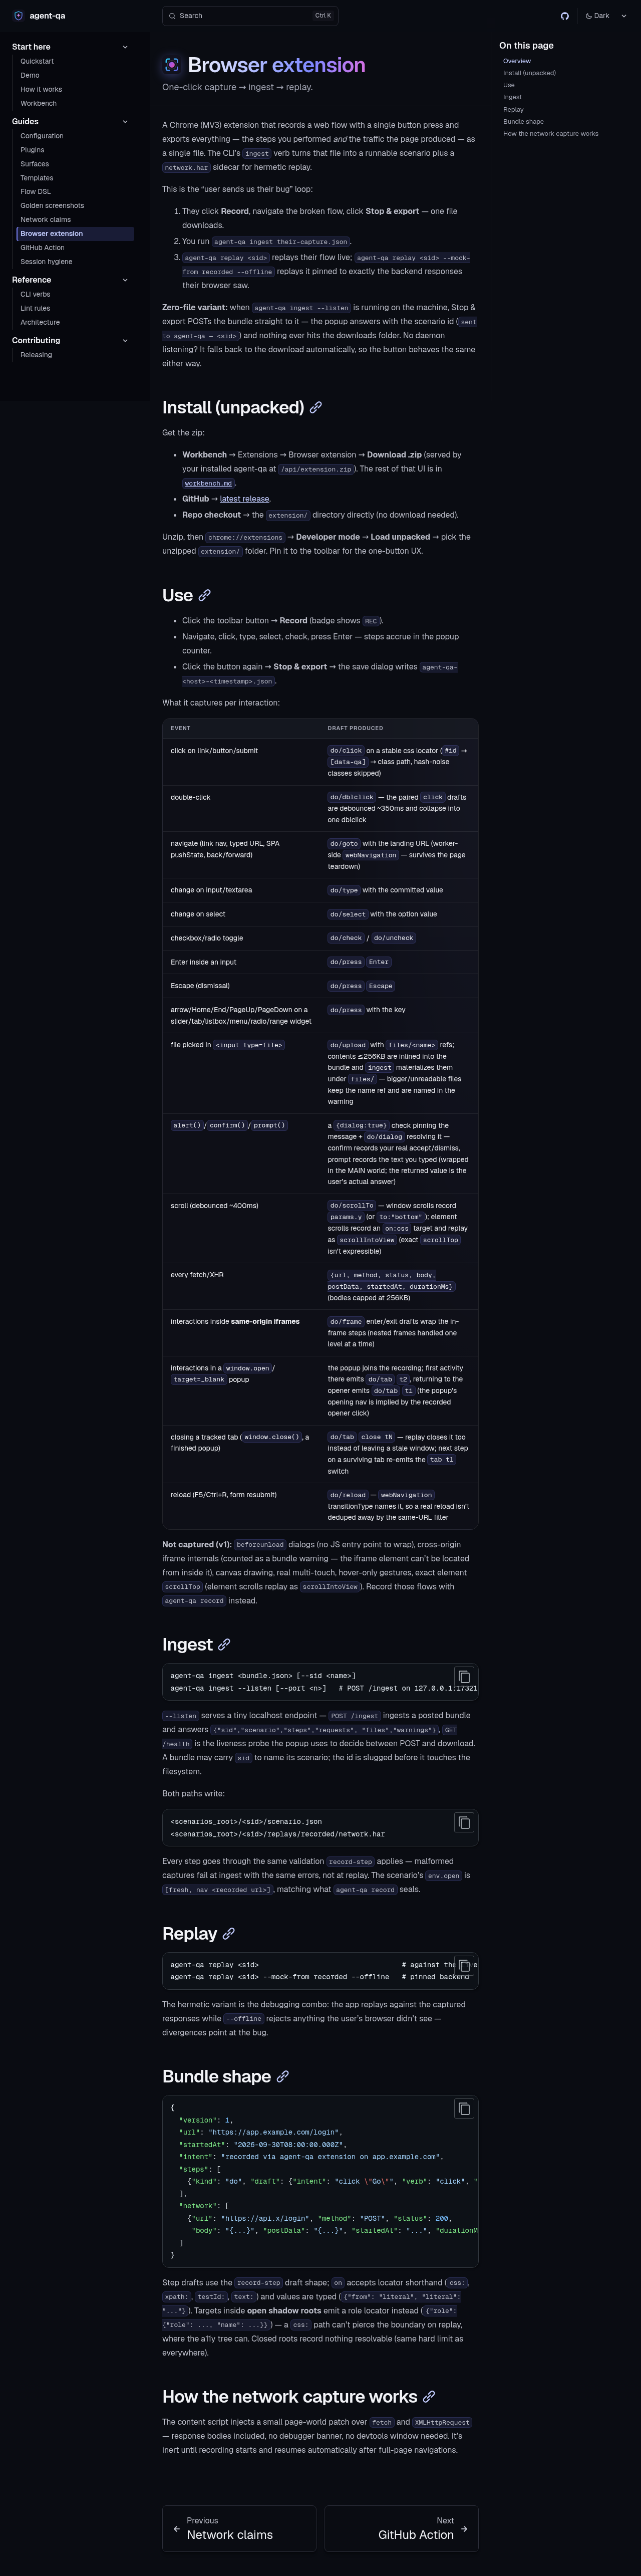 agent-qa
Search
Ctrl K
Dark
Start here
Quickstart
Demo
How it works
Workbench
Guides
Configuration
Plugins
Surfaces
Templates
Flow DSL
Golden screenshots
Network claims
Browser extension
GitHub Action
Session hygiene
Reference
CLI verbs
Lint rules
Architecture
Contributing
Releasing
On this page
Overview
Install (unpacked)
Use
Ingest
Replay
Bundle shape
How the network capture works
Browser extension
One-click capture → ingest → replay.
A Chrome (MV3) extension that records a web flow with a single button press and
exports everything — the steps you performed and the traffic the page produced — as
a single file. The CLI's ingest verb turns that file into a runnable scenario plus a
network.har sidecar for hermetic replay.
This is the “user sends us their bug” loop:
1. They click Record, navigate the broken flow, click Stop & export — one file
downloads.
2. You run agent-qa ingest their-capture.json.
3. agent-qa replay <sid> replays their flow live; agent-qa replay <sid> --mock-
from recorded --offline replays it pinned to exactly the backend responses
their browser saw.
Zero-file variant: when agent-qa ingest --listen is running on the machine, Stop &
export POSTs the bundle straight to it — the popup answers with the scenario id (sent
to agent-qa — <sid>) and nothing ever hits the downloads folder. No daemon
listening? It falls back to the download automatically, so the button behaves the same
either way.
Install (unpacked)
Get the zip:
• Workbench → Extensions → Browser extension → Download .zip (served by
your installed agent-qa at /api/extension.zip). The rest of that UI is in
workbench.md.
• GitHub → latest release.
• Repo checkout → the extension/ directory directly (no download needed).
Unzip, then chrome://extensions → Developer mode → Load unpacked → pick the
unzipped extension/ folder. Pin it to the toolbar for the one-button UX.
Use
• Click the toolbar button → Record (badge shows REC).
• Navigate, click, type, select, check, press Enter — steps accrue in the popup
counter.
• Click the button again → Stop & export → the save dialog writes agent-qa-
<host>-<timestamp>.json.
What it captures per interaction:
EVENT DRAFT PRODUCED
click on link/button/submit do/click on a stable css locator (#id →
[data-qa] → class path, hash-noise
classes skipped)
double-click do/dblclick — the paired click drafts
are debounced ~350ms and collapse into
one dblclick
navigate (link nav, typed URL, SPA do/goto with the landing URL (worker-
pushState, back/forward) side webNavigation — survives the page
teardown)
change on input/textarea do/type with the committed value
change on select do/select with the option value
checkbox/radio toggle do/check / do/uncheck
Enter inside an input do/press Enter
Escape (dismissal) do/press Escape
arrow/Home/End/PageUp/PageDown on a do/press with the key
slider/tab/listbox/menu/radio/range widget
file picked in <input type=file> do/upload with files/<name> refs;
contents ≤256KB are inlined into the
bundle and ingest materializes them
under files/ — bigger/unreadable files
keep the name ref and are named in the
warning
alert() / confirm() / prompt() a {dialog:true} check pinning the
message + do/dialog resolving it —
confirm records your real accept/dismiss,
prompt records the text you typed (wrapped
in the MAIN world; the returned value is the
user's actual answer)
scroll (debounced ~400ms) do/scrollTo — window scrolls record
params.y (or to:"bottom"); element
scrolls record an on:css target and replay
as scrollIntoView (exact scrollTop
isn't expressible)
every fetch/XHR {url, method, status, body,
postData, startedAt, durationMs}
(bodies capped at 256KB)
interactions inside same-origin iframes do/frame enter/exit drafts wrap the in-
frame steps (nested frames handled one
level at a time)
interactions in a window.open / the popup joins the recording; first activity
target=_blank popup there emits do/tab t2, returning to the
opener emits do/tab t1 (the popup's
opening nav is implied by the recorded
opener click)
closing a tracked tab (window.close(), a do/tab close tN — replay closes it too
finished popup) instead of leaving a stale window; next step
on a surviving tab re-emits the tab t1
switch
reload (F5/Ctrl+R, form resubmit) do/reload — webNavigation
transitionType names it, so a real reload isn't
deduped away by the same-URL filter
Not captured (v1): beforeunload dialogs (no JS entry point to wrap), cross-origin
iframe internals (counted as a bundle warning — the iframe element can't be located
from inside it), canvas drawing, real multi-touch, hover-only gestures, exact element
scrollTop (element scrolls replay as scrollIntoView). Record those flows with
agent-qa record instead.
Ingest
agent-qa ingest <bundle.json> [--sid <name>]
agent-qa ingest --listen [--port <n>] # POST /ingest on 127.0.0.1:17321
--listen serves a tiny localhost endpoint — POST /ingest ingests a posted bundle
and answers {"sid","scenario","steps","requests", "files","warnings"}, GET
/health is the liveness probe the popup uses to decide between POST and download.
A bundle may carry sid to name its scenario; the id is slugged before it touches the
filesystem.
Both paths write:
<scenarios_root>/<sid>/scenario.json
<scenarios_root>/<sid>/replays/recorded/network.har
Every step goes through the same validation record-step applies — malformed
captures fail at ingest with the same errors, not at replay. The scenario's env.open is
[fresh, nav <recorded url>], matching what agent-qa record seals.
Replay
agent-qa replay <sid> # against the
agent-qa replay <sid> --mock-from recorded --offline # pinned backend
The hermetic variant is the debugging combo: the app replays against the captured
responses while --offline rejects anything the user's browser didn't see —
divergences point at the bug.
Bundle shape
{
"version": 1,
"url": "https://app.example.com/login",
"startedAt": "2026-09-30T08:00:00.000Z",
"intent": "recorded via agent-qa extension on app.example.com",
"steps": [
{"kind": "do", "draft": {"intent": "click \"Go\"", "verb": "click", "
],
"network": [
{"url": "https://api.x/login", "method": "POST", "status": 200,
"body": "{...}", "postData": "{...}", "startedAt": "...", "durationM
]
}
Step drafts use the record-step draft shape; on accepts locator shorthand (css:,
xpath:, testId:, text:) and values are typed ({"from": "literal", "literal":
"..."}). Targets inside open shadow roots emit a role locator instead ({"role":
{"role": ..., "name": ...}}) — a css: path can't pierce the boundary on replay,
where the a11y tree can. Closed roots record nothing resolvable (same hard limit as
everywhere).
How the network capture works
The content script injects a small page-world patch over fetch and XMLHttpRequest
— response bodies included, no debugger banner, no devtools window needed. It's
inert until recording starts and resumes automatically after full-page navigations.
Previous
Network claims
Next
GitHub Action